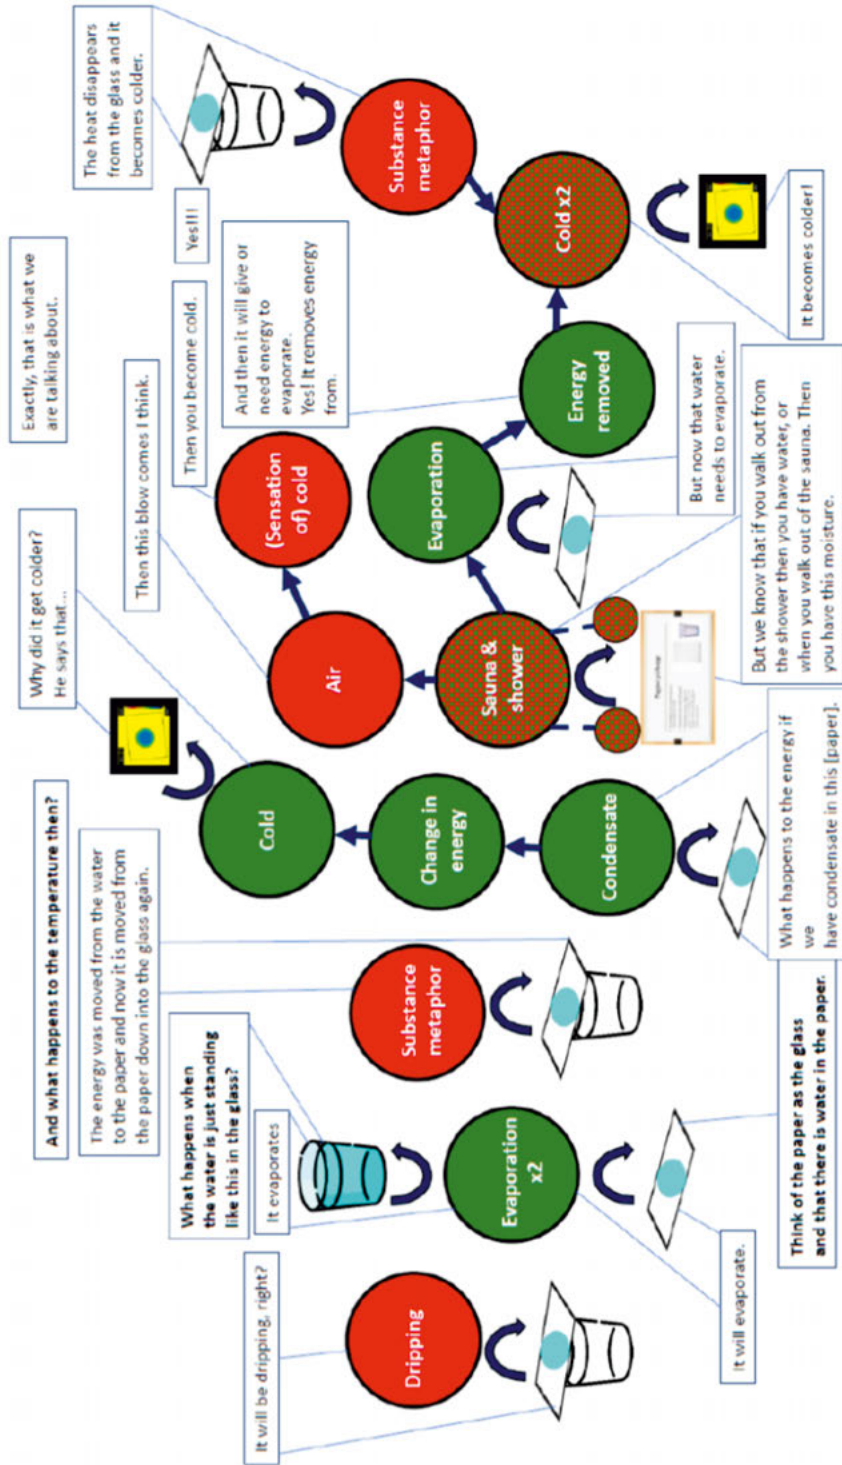 It will be dripping, right?
Dripping
What happens when
the water is just standing
like this in the glass?
It evaporates
Evaporation
x2
It will evaporate.
And what happens to the temperature then?
The energy was moved from the water
to the paper and now it is moved from
the paper down into the glass again.
Substance
metaphor
Think of the paper as the glass
and that there is water in the paper.
Why did it get colder?
He says that...
Cold
Change in
energy
Condensate
What happens to the energy if
we
have condensate in this [paper].
Then this blow comes I think.
Air
Sauna &
shower
But we know that if you walk out from
the shower then you have water, or
when you walk out of the sauna. Then
you have this moisture.
Then you become cold.
(Sensation
of) cold
Evaporation
But now that water
needs to evaporate.
Exactly, that is what we
are talking about.
And then it will give or
need energy to
evaporate.
Yes! It removes energy
from.
Energy
removed
Yes!!!
The heat disappears
from the glass and it
becomes colder.
Substance
metaphor
Cold x2
It becomes colder!